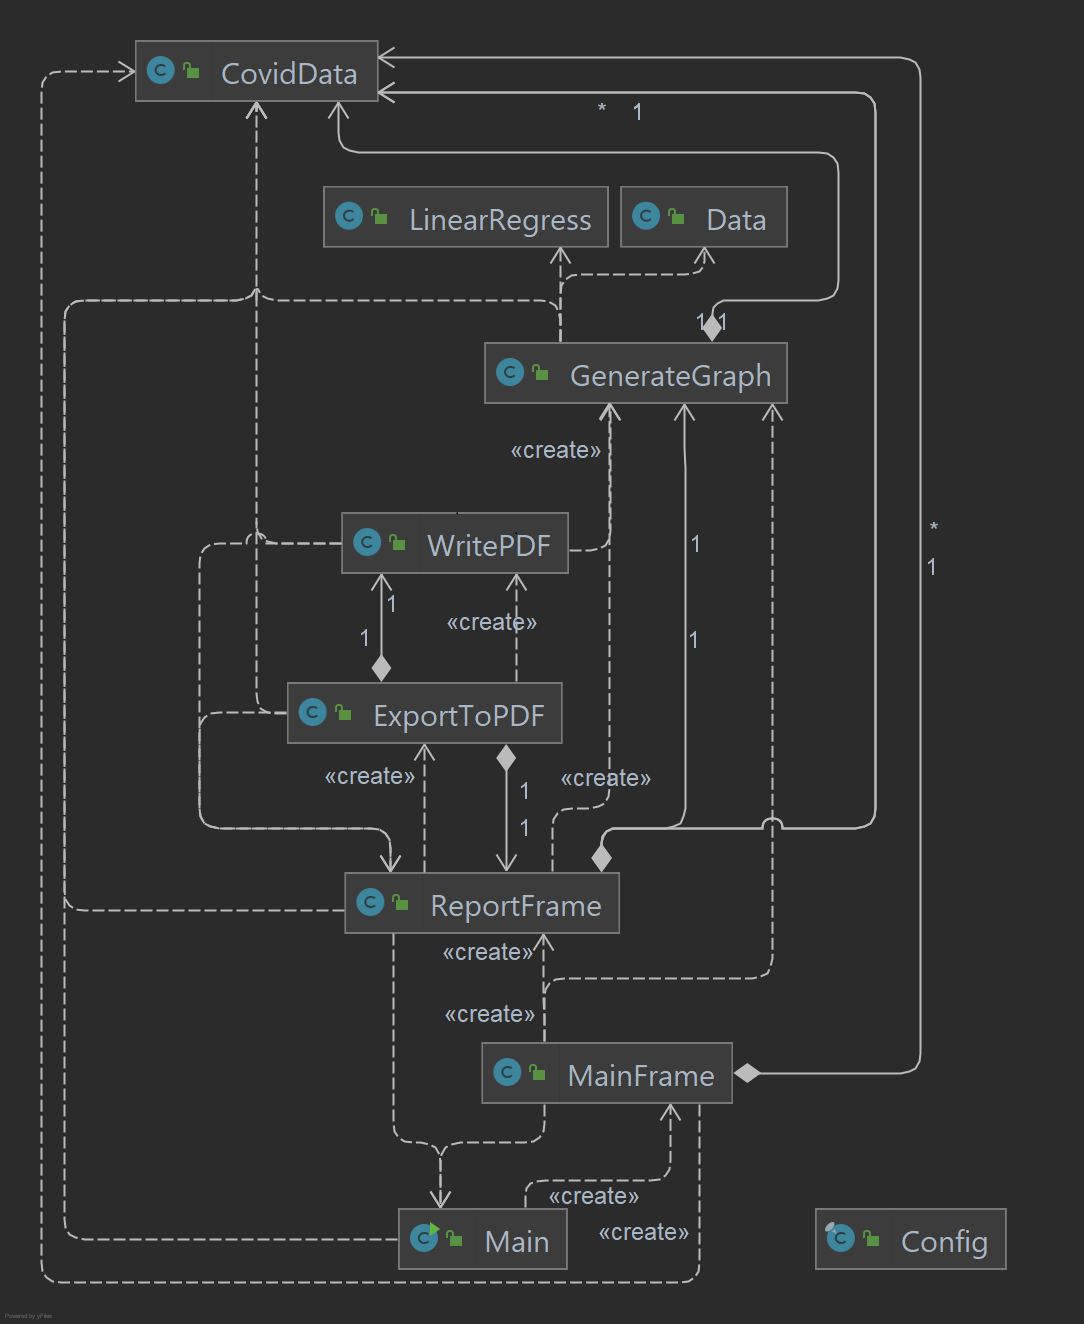 C CovidData
* 1
C LinearRegress
C Data
1 1
C GenerateGraph
«create»
*
C WritePDF
1
1
1
«create»
1
1
C ExportToPDF
«create»
«create»
1
1
C ReportFrame
«create»
«create»
C MainFrame
«create»
«create»
C Main
C Config
Powered by yFiles